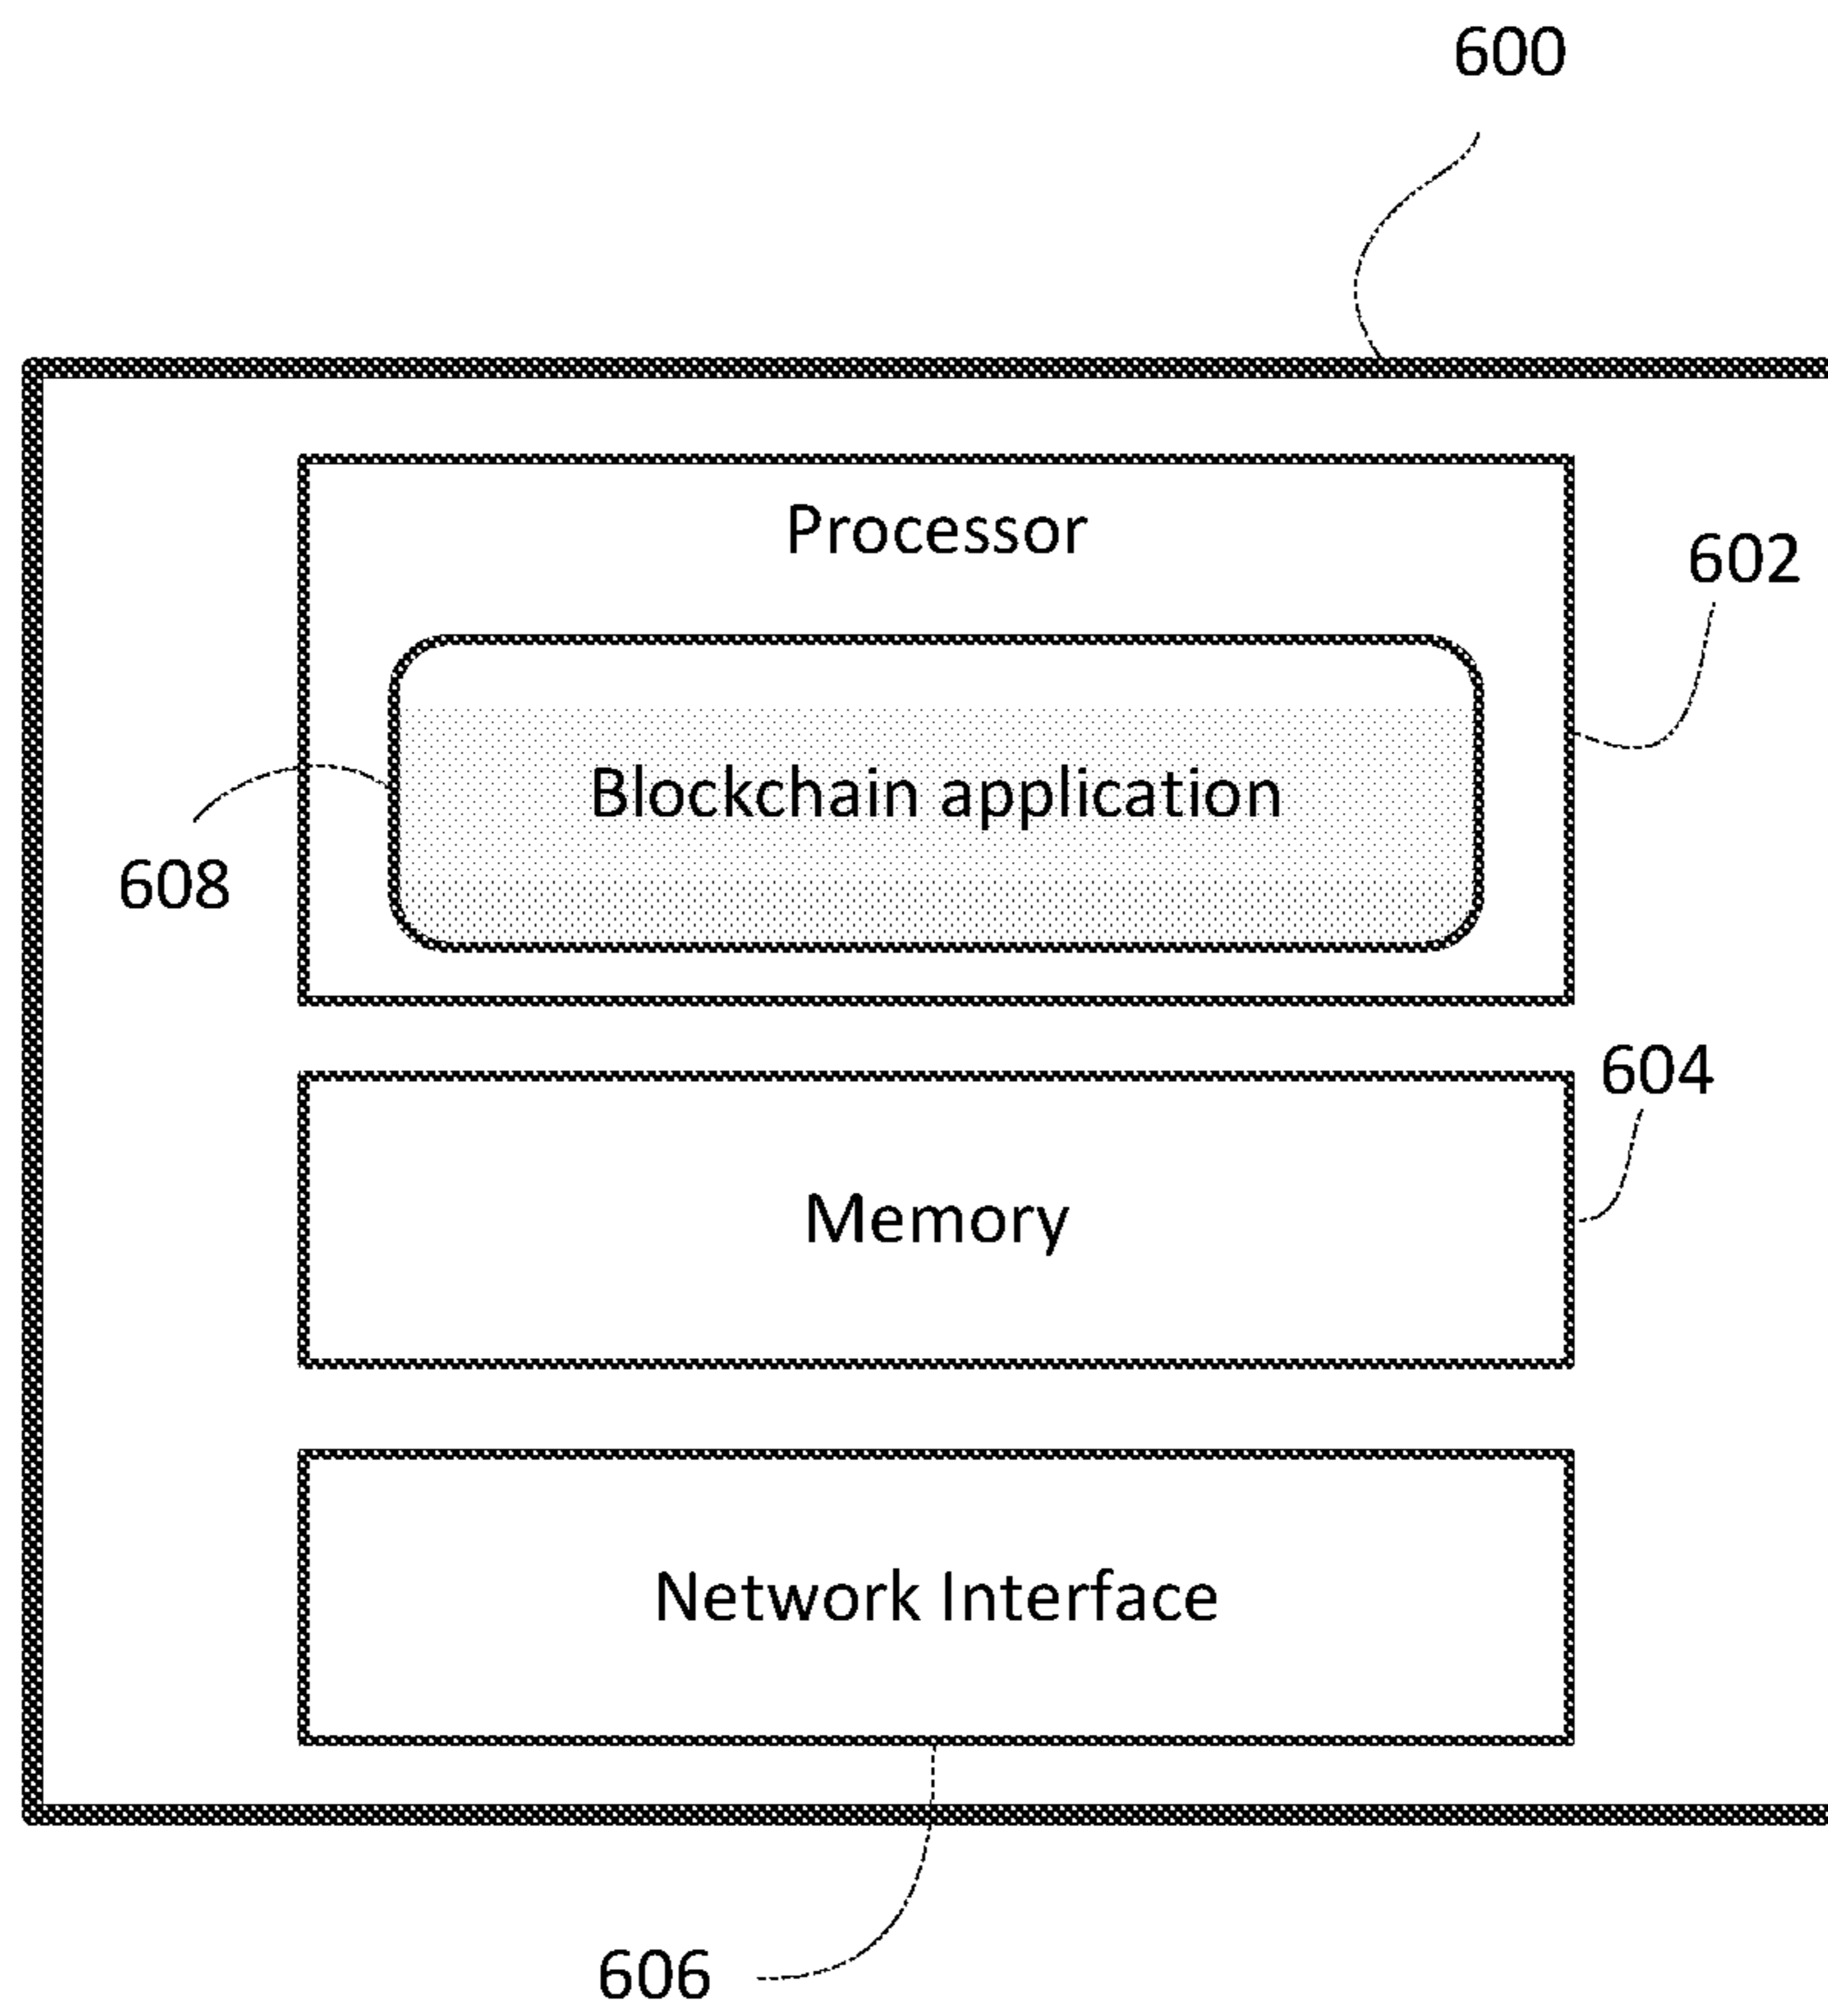 600
Processor
602
Blockchain application
608
604
Memory
Network Interface
606